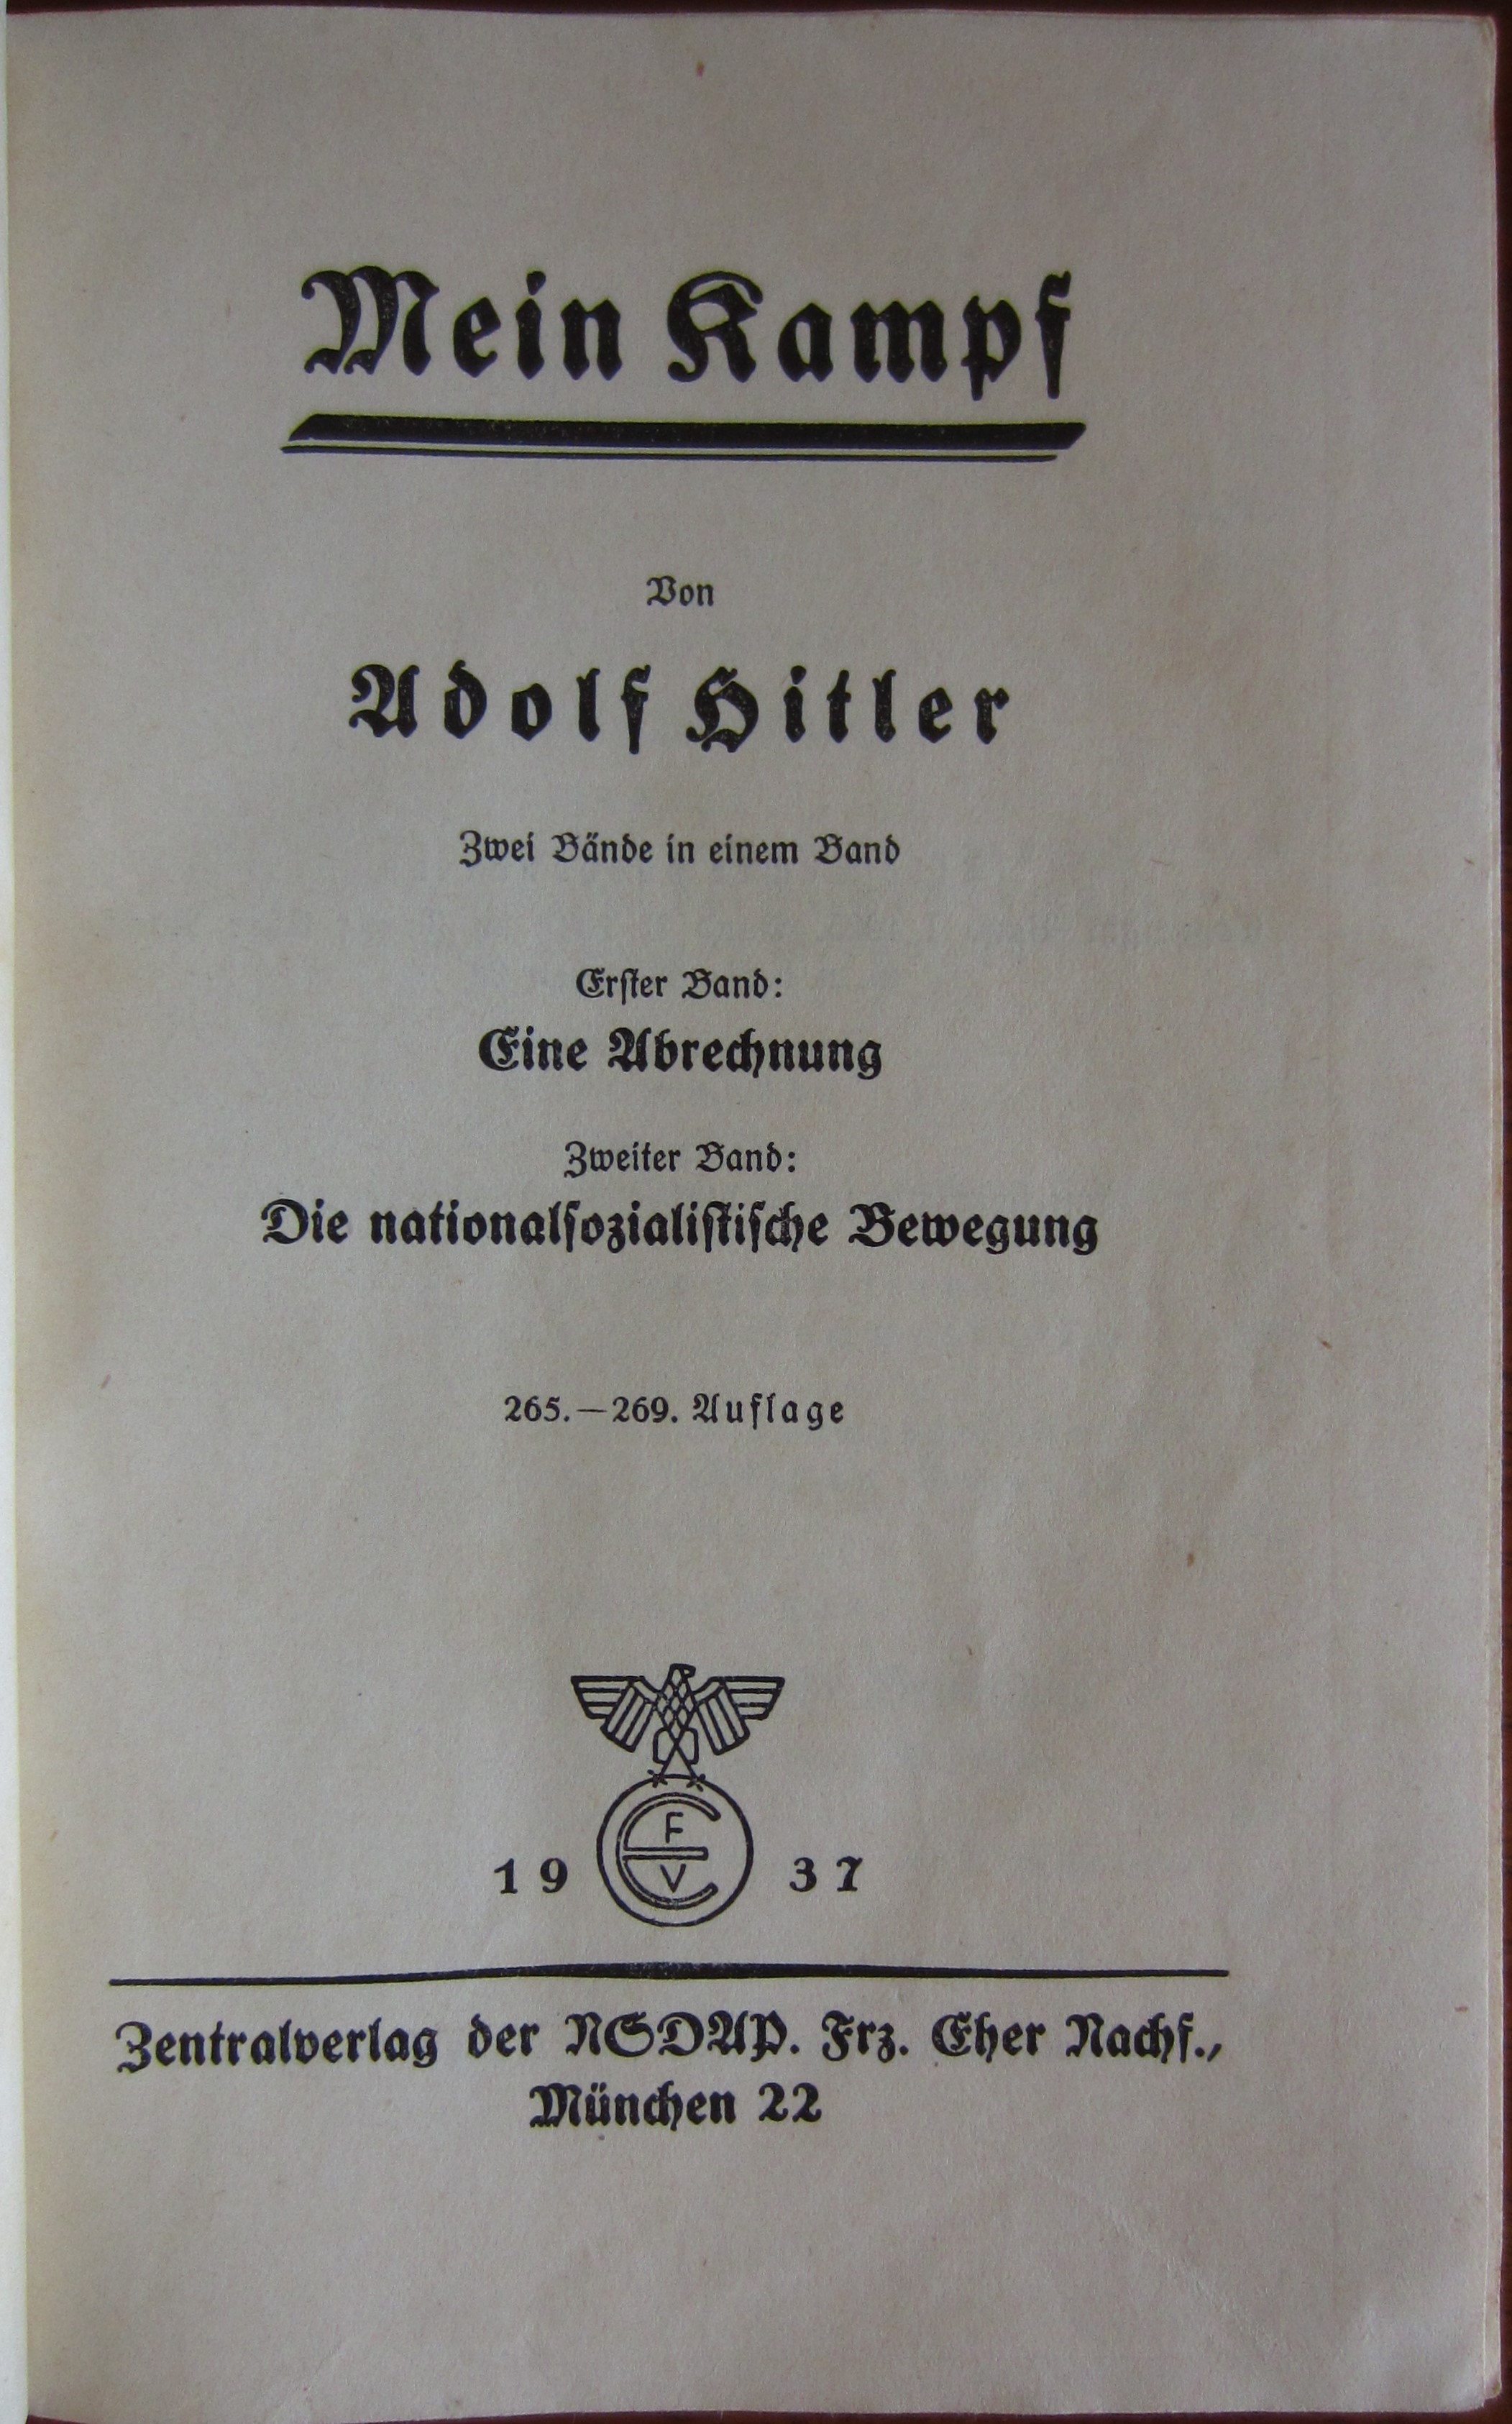 Mein Kampf
Von
Adolf Hitler
Zwei Bände in einem Band
Erſter Band:
Eine Abrechnung
Zweiter Band:
Die nationalſozialiſtiſche Bewegung
265.—269. Auflage
F
E
V
19 37
Zentralverlag der NSDAP. Frz. Eher Nachf.,
München 22